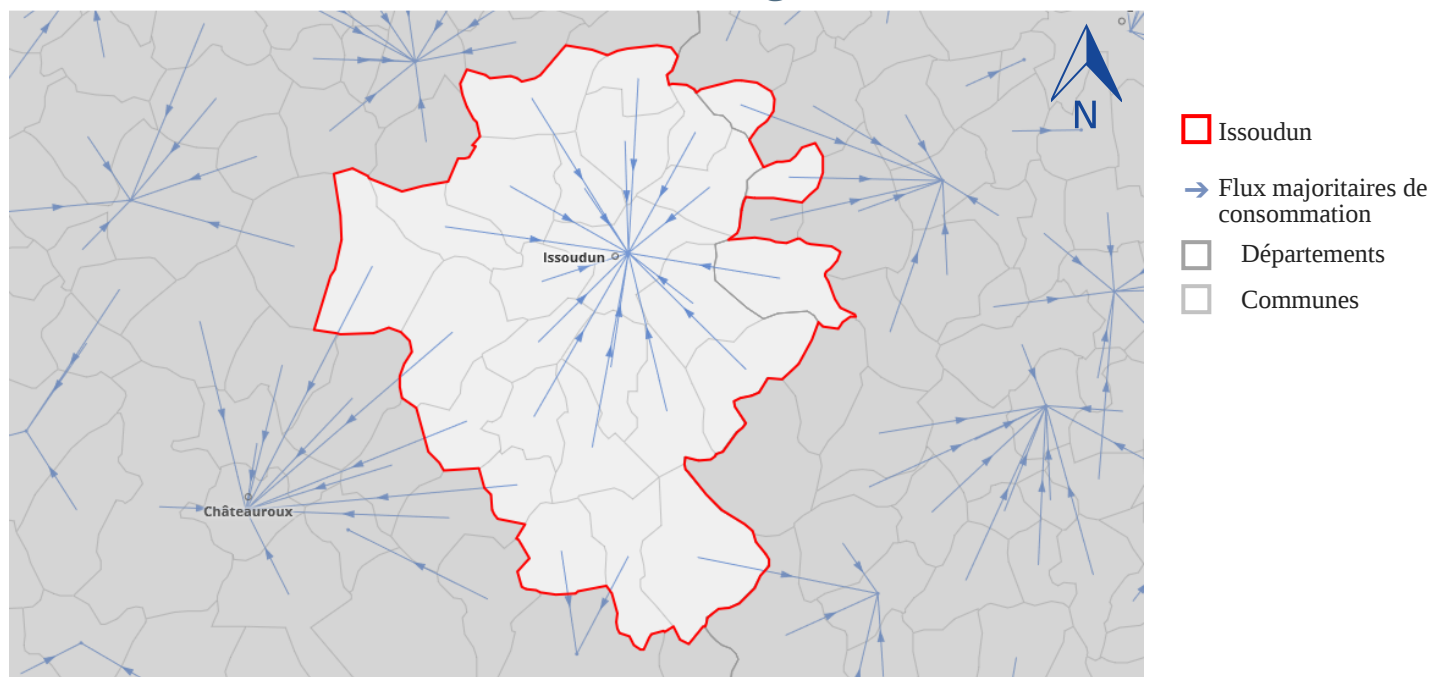 N
Issoudun
Flux majoritaires de
consommation
Départements
Communes
Issoudun
Châteauroux